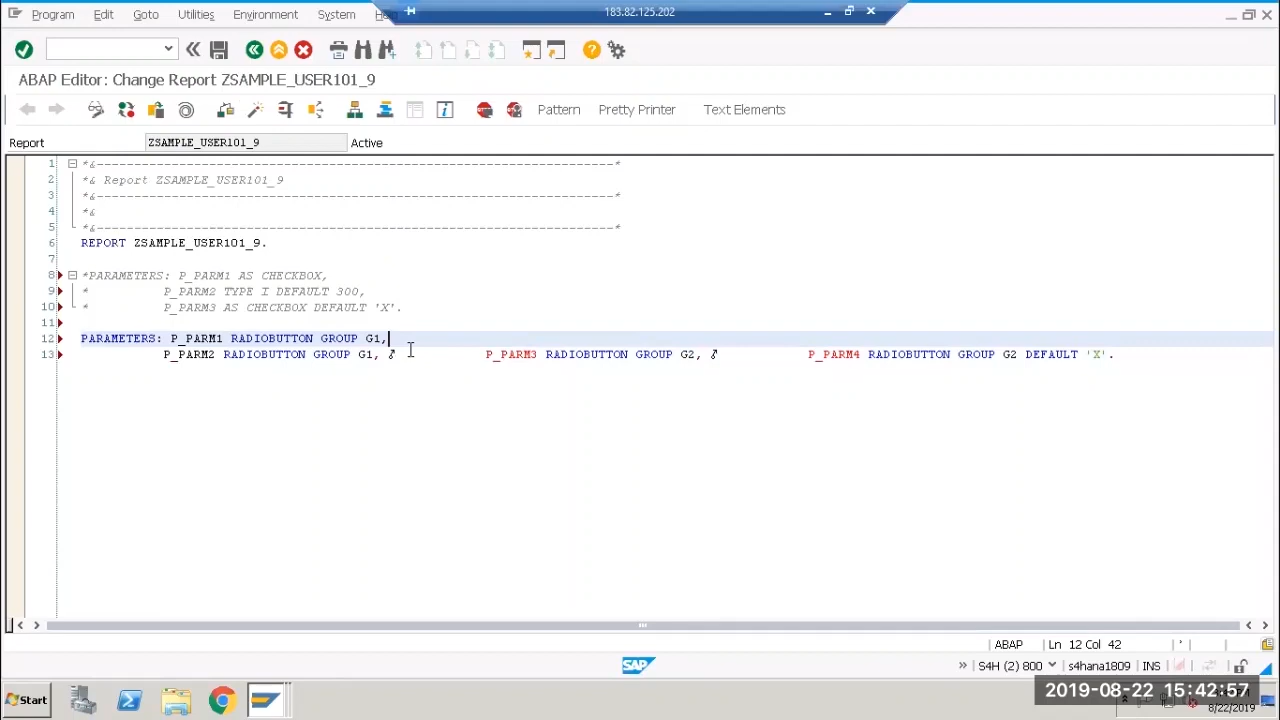 Program Edit Goto Utilities Environment System 183.82.125.202
ABAP Editor: Change Report ZSAMPLE_USER101_9
Pattern Pretty Printer Text Elements
Report ZSAMPLE_USER101_9 Active
1 *&---------------------------------------------------------------------*
2 *& Report ZSAMPLE_USER101_9
3 *&---------------------------------------------------------------------*
4 *&
5 *&---------------------------------------------------------------------*
6 REPORT ZSAMPLE_USER101_9.
7
8 *PARAMETERS: P_PARM1 AS CHECKBOX,
9 * P_PARM2 TYPE I DEFAULT 300,
10 * P_PARM3 AS CHECKBOX DEFAULT 'X'.
11
12 PARAMETERS: P_PARM1 RADIOBUTTON GROUP G1,
13 P_PARM2 RADIOBUTTON GROUP G1, P_PARM3 RADIOBUTTON GROUP G2, P_PARM4 RADIOBUTTON GROUP G2 DEFAULT 'X'.
ABAP Ln 12 Col 42
SAP S4H (2) 800 s4hana1809 INS
Start 2019-08-22 15:42:57
8/22/2019